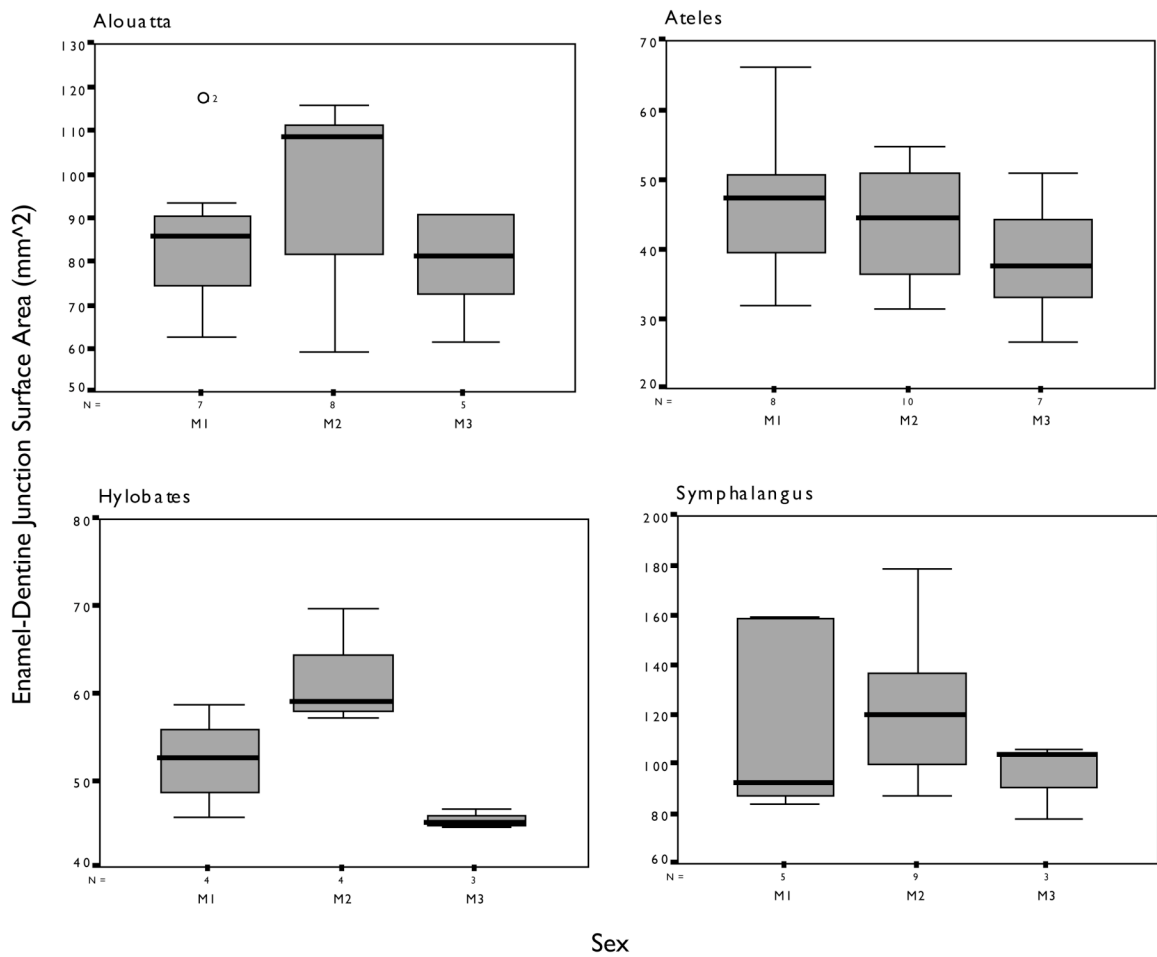 Alouatta
130
120
110
100
90
80
70
60
50
2
N = 7 8 5
M1 M2 M3
Ateles
70
60
50
40
30
20
8 10 7
M1 M2 M3
Enamel-Dentine Junction Surface Area (mm^2)
Hylobates
80
70
60
50
40
N = 4 4 3
M1 M2 M3
Symphalangus
200
180
160
140
120
100
80
60
N = 5 9 3
M1 M2 M3
Sex